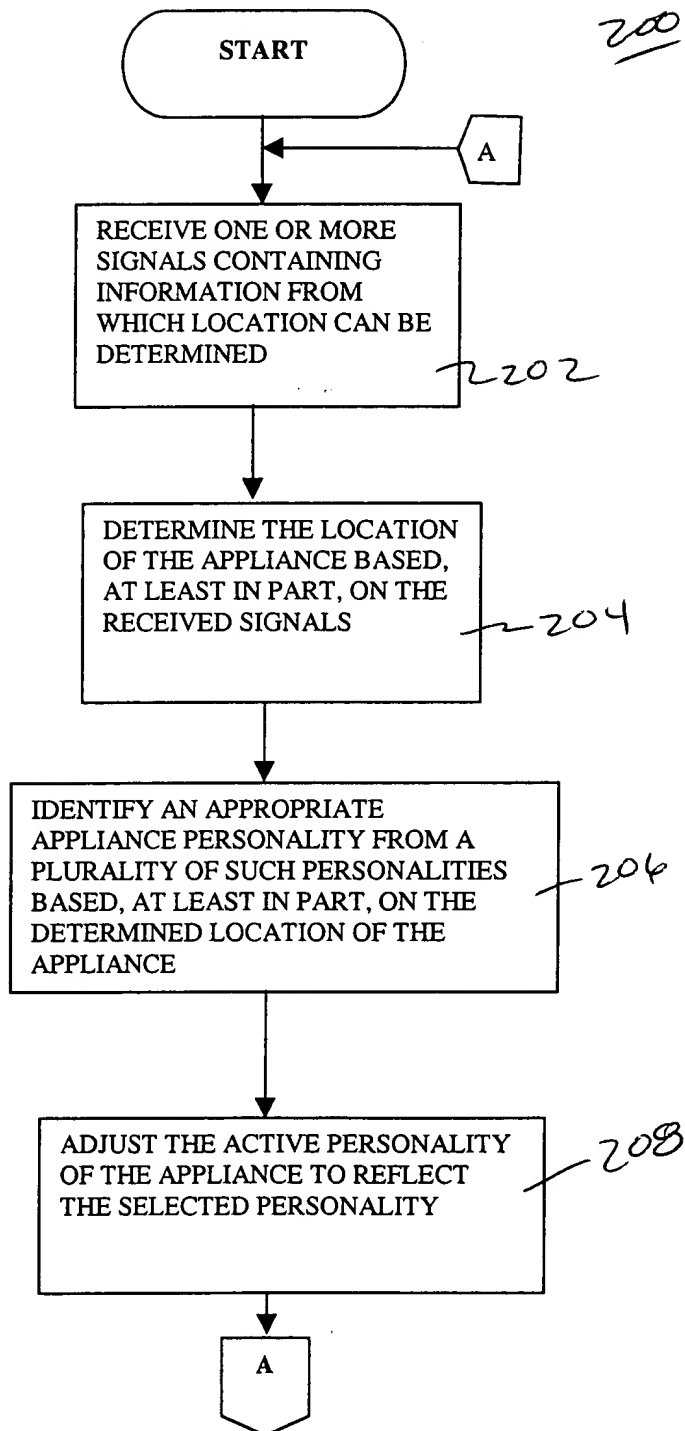 200
START
A
RECEIVE ONE OR MORE
SIGNALS CONTAINING
INFORMATION FROM
WHICH LOCATION CAN BE
DETERMINED
202
DETERMINE THE LOCATION
OF THE APPLIANCE BASED,
AT LEAST IN PART, ON THE
RECEIVED SIGNALS
204
IDENTIFY AN APPROPRIATE
APPLIANCE PERSONALITY FROM A
PLURALITY OF SUCH PERSONALITIES
BASED, AT LEAST IN PART, ON THE
DETERMINED LOCATION OF THE
APPLIANCE
206
ADJUST THE ACTIVE PERSONALITY
OF THE APPLIANCE TO REFLECT
THE SELECTED PERSONALITY
208
A